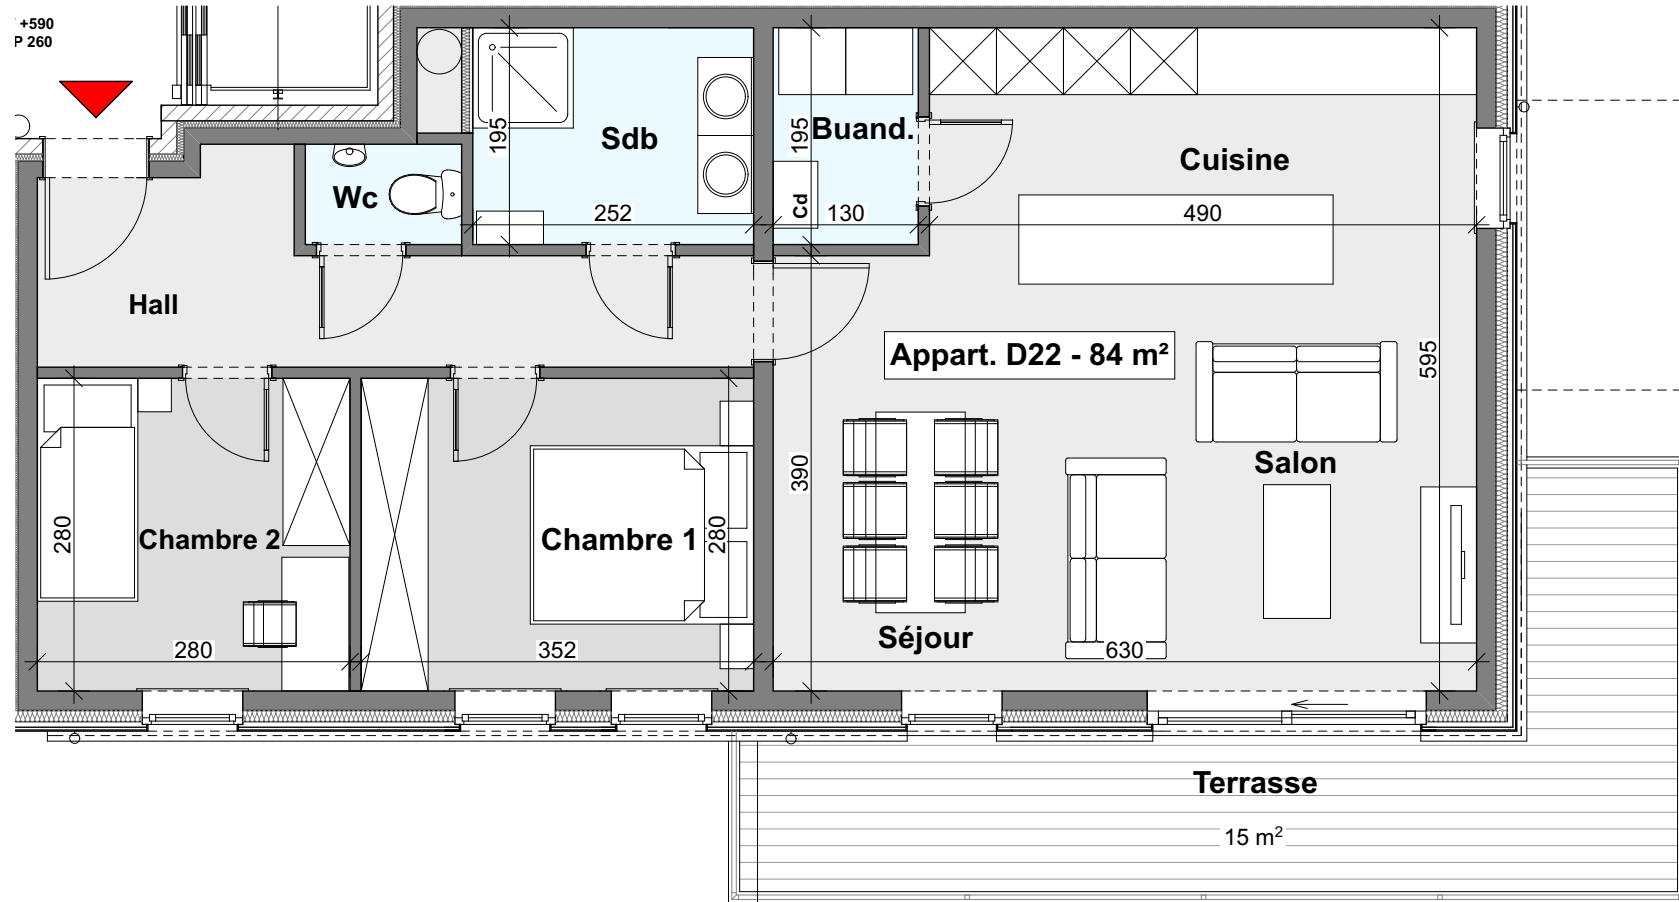 +590
P 260
Sdb
195
Wc
252
Buand.
195
Cd
130
Cuisine
490
Hall
Appart. D22 - 84 m²
595
390
Salon
Chambre 2
280
280
Chambre 1
280
352
Séjour
630
Terrasse
15 m²